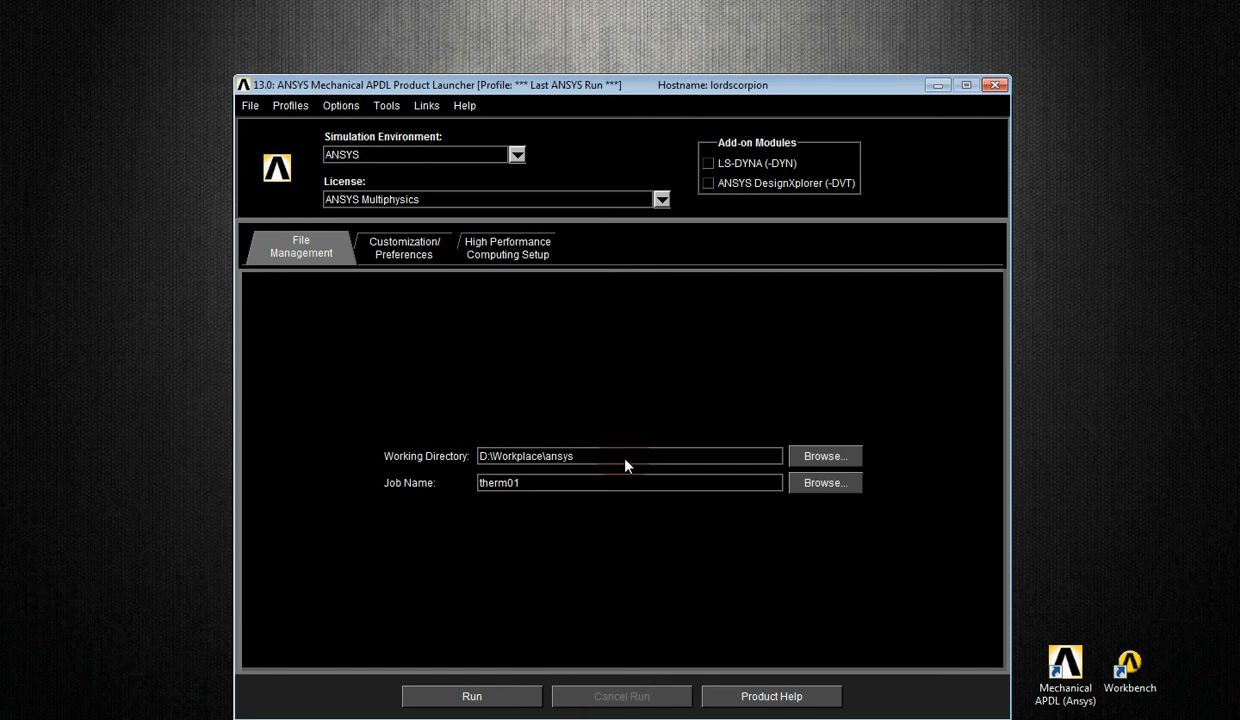 13.0: ANSYS Mechanical APDL Product Launcher [Profile: *** Last ANSYS Run ***] Hostname: lordscorpion
File Profiles Options Tools Links Help
Simulation Environment:
ANSYS
License:
ANSYS Multiphysics
Add-on Modules
LS-DYNA (-DYN)
ANSYS DesignXplorer (-DVT)
File
Management
Customization/
Preferences
High Performance
Computing Setup
Working Directory: D:\Workplace\ansys Browse...
Job Name: therm01 Browse...
Run Cancel Run Product Help
Mechanical
APDL (Ansys)
Workbench